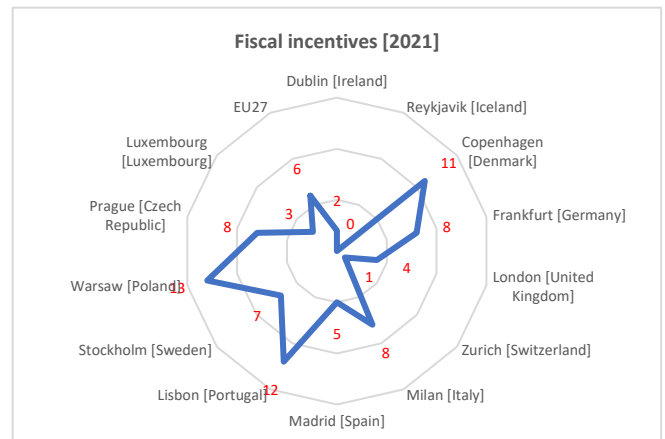 Fiscal incentives [2021]
Dublin [Ireland]
EU27
Reykjavik [Iceland]
Luxembourg
[Luxembourg]
Copenhagen
[Denmark]
11
6
Prague [Czech
Republic]
8
3
2
0
8
Frankfurt [Germany]
Warsaw [Poland]
13
1
4
London [United
Kingdom]
7
5
8
Stockholm [Sweden]
Zurich [Switzerland]
Lisbon [Portugal]
12
Milan [Italy]
Madrid [Spain]